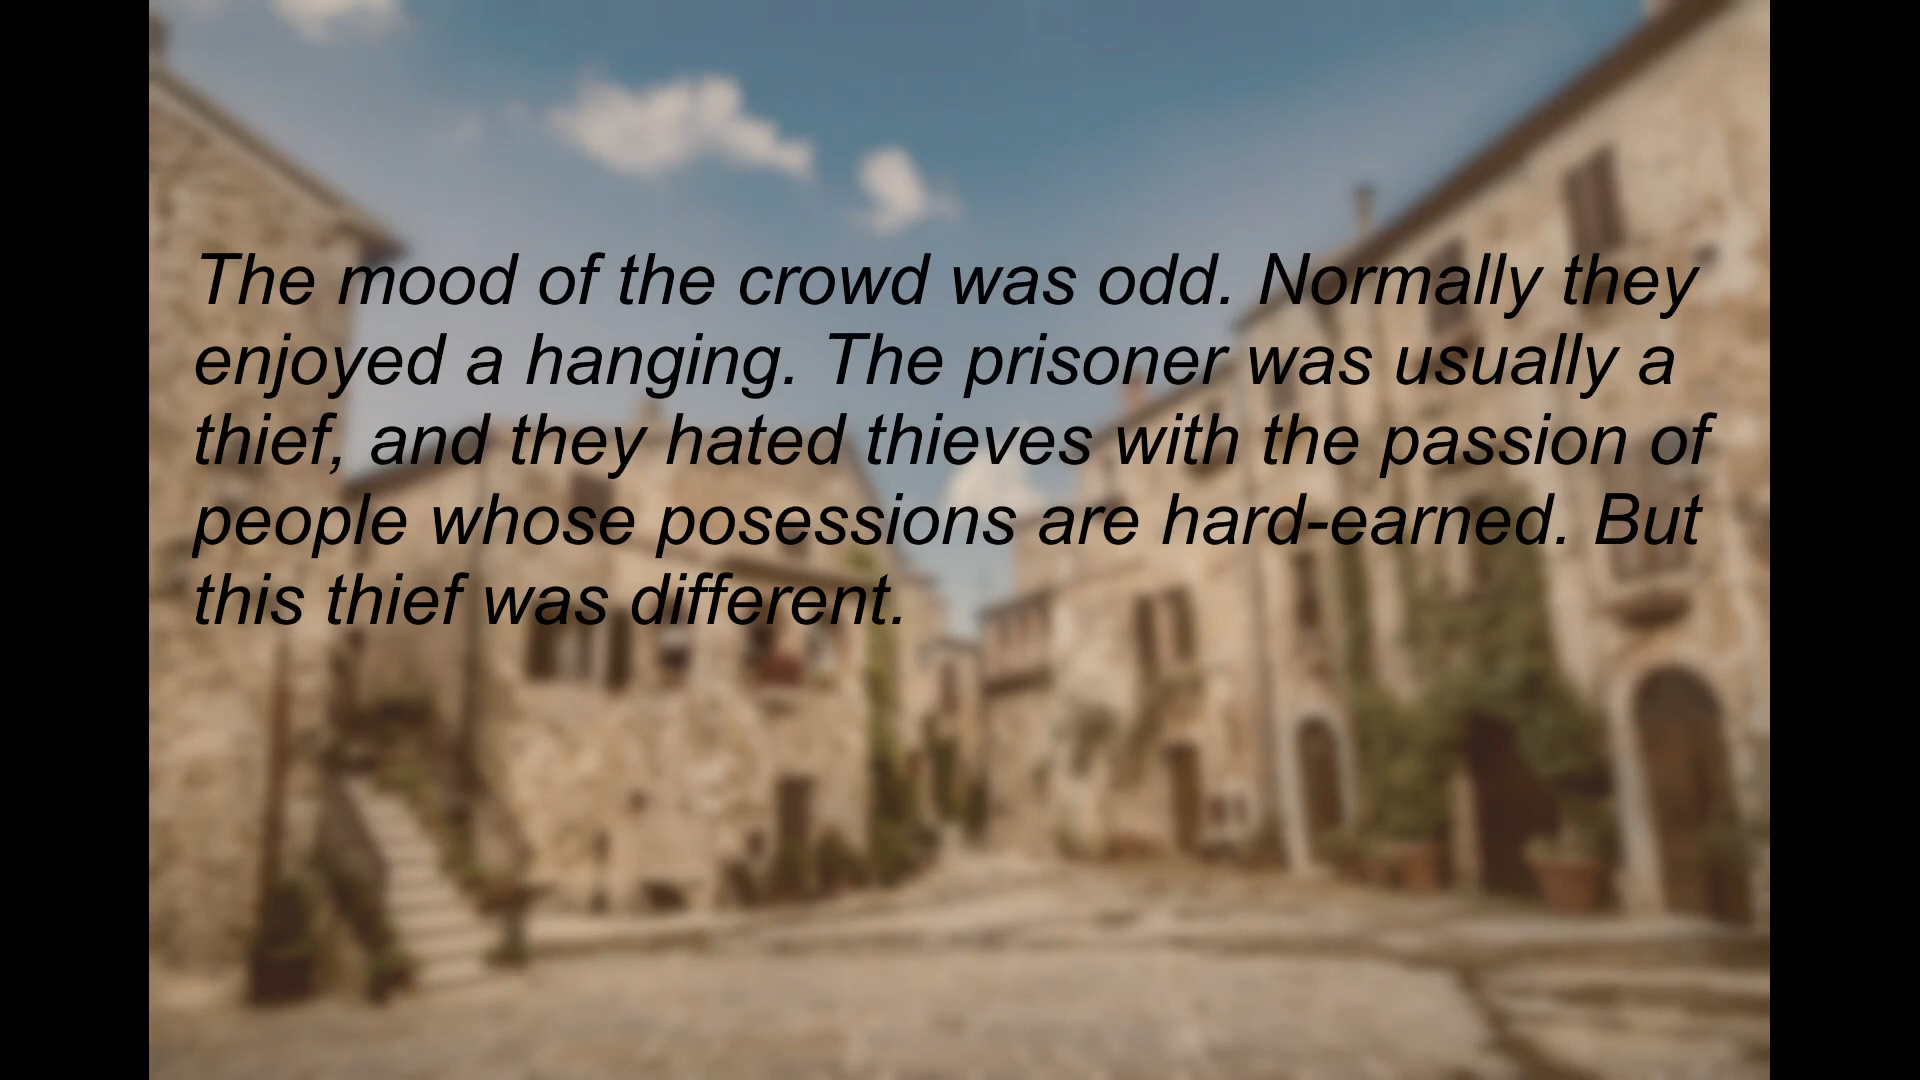 The mood of the crowd was odd. Normally they
enjoyed a hanging. The prisoner was usually a
thief, and they hated thieves with the passion of
people whose posessions are hard-earned. But
this thief was different.